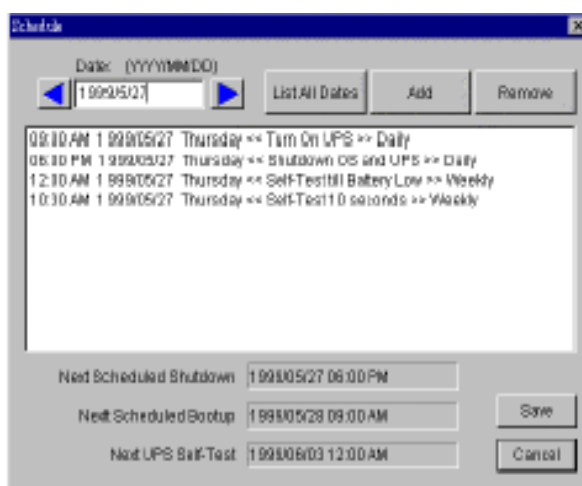 Schedule
Date: (YYYY/MM/DD)
1999/5/27
List All Dates
Add
Remove
09:00 AM 1999/05/27 Thursday << Turn On UPS >> Daily
06:00 PM 1999/05/27 Thursday << Shutdown OS and UPS >> Daily
12:00 AM 1999/05/27 Thursday << Self-Test till Battery Low >> Weekly
10:30 AM 1999/05/27 Thursday << Self-Test 10 seconds >> Weekly
Next Scheduled Shutdown 1999/05/27 06:00 PM
Next Scheduled Bootup 1999/05/28 09:00 AM
Save
Next UPS Self-Test 1999/06/03 12:00 AM
Cancel